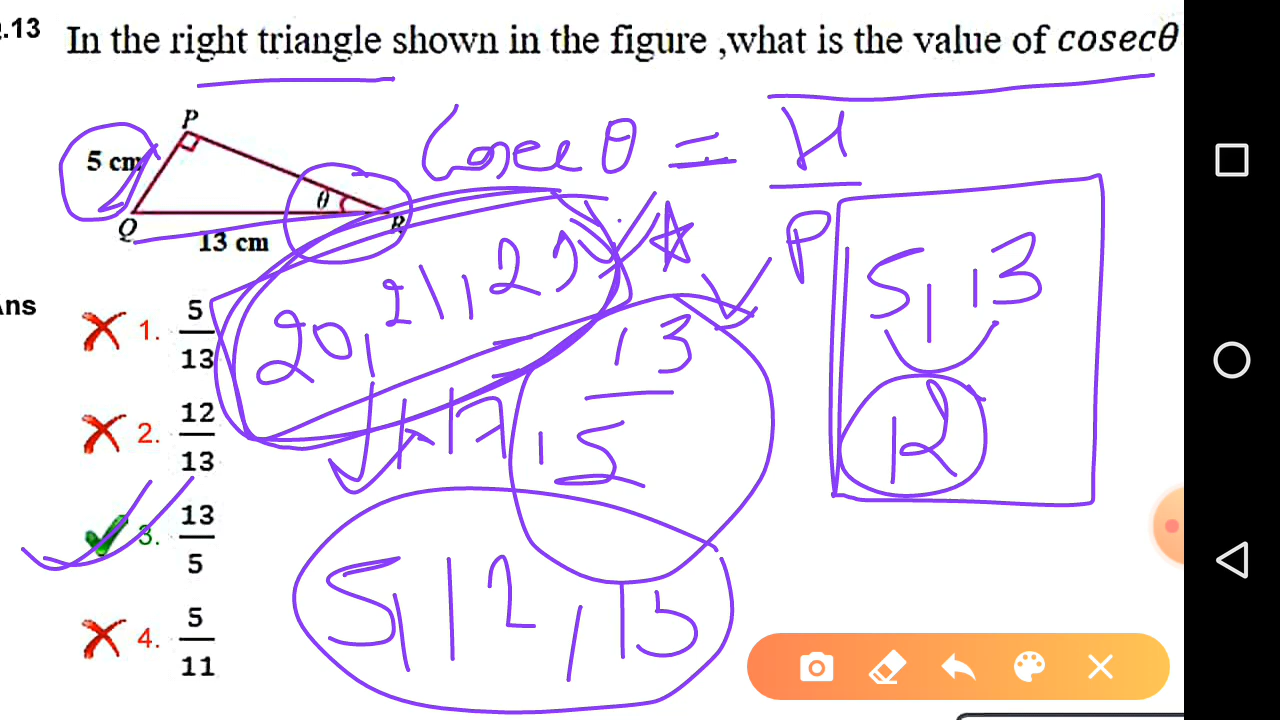 .13 In the right triangle shown in the figure ,what is the value of cosecθ
P
5 cm
θ
Q
R
13 cm
Cosec θ = H
P
20, 21, 29
5, 13
12
13
5
5, 12, 13
Ans
1. 5/13
2. 12/13
3. 13/5
4. 5/11